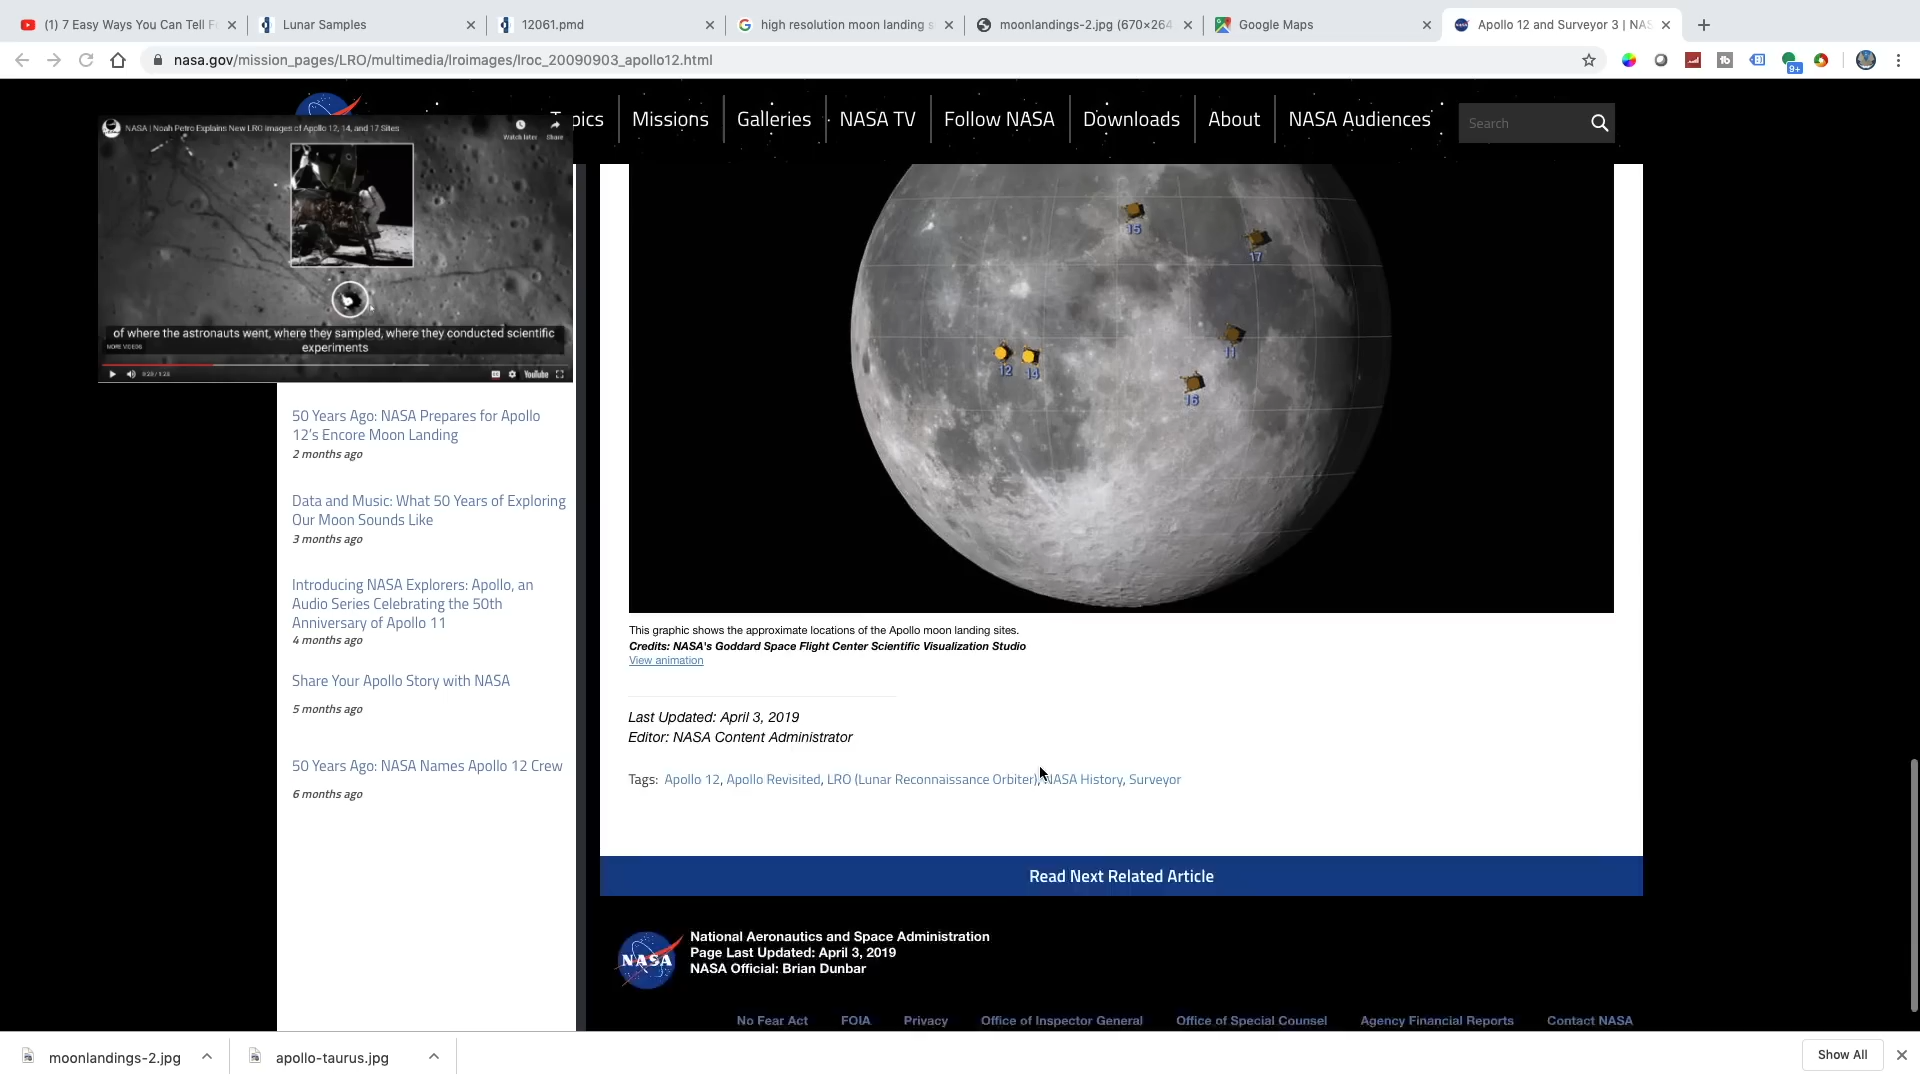 (1) 7 Easy Ways You Can Tell F
Lunar Samples
12061.pmd
high resolution moon landing s
moonlandings-2.jpg (670×264
Google Maps
Apollo 12 and Surveyor 3 | NAS
nasa.gov/mission_pages/LRO/multimedia/lroimages/lroc_20090903_apollo12.html
9+
pics
Missions
Galleries
NASA TV
Follow NASA
Downloads
About
NASA Audiences
Search
NASA | Noah Petro Explains New LRO Images of Apollo 12, 14, and 17 Sites
Watch later
Share
of where the astronauts went, where they sampled, where they conducted scientific
experiments
MORE VIDEOS
YouTube
50 Years Ago: NASA Prepares for Apollo
12's Encore Moon Landing
2 months ago
Data and Music: What 50 Years of Exploring
Our Moon Sounds Like
3 months ago
Introducing NASA Explorers: Apollo, an
Audio Series Celebrating the 50th
Anniversary of Apollo 11
4 months ago
Share Your Apollo Story with NASA
5 months ago
50 Years Ago: NASA Names Apollo 12 Crew
6 months ago
15
17
11
12
14
16
This graphic shows the approximate locations of the Apollo moon landing sites.
Credits: NASA's Goddard Space Flight Center Scientific Visualization Studio
View animation
Last Updated: April 3, 2019
Editor: NASA Content Administrator
Tags: Apollo 12, Apollo Revisited, LRO (Lunar Reconnaissance Orbiter), NASA History, Surveyor
Read Next Related Article
NASA
National Aeronautics and Space Administration
Page Last Updated: April 3, 2019
NASA Official: Brian Dunbar
No Fear Act
FOIA
Privacy
Office of Inspector General
Office of Special Counsel
Agency Financial Reports
Contact NASA
moonlandings-2.jpg
apollo-taurus.jpg
Show All